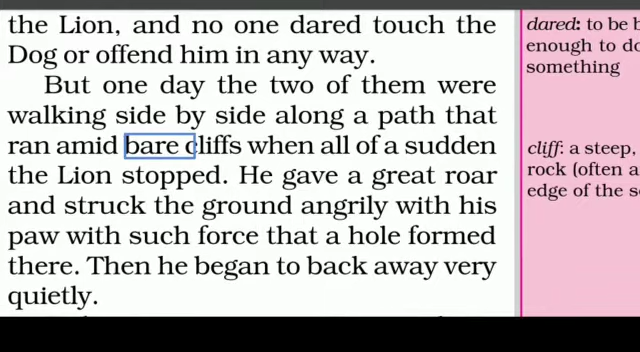 the Lion, and no one dared touch the
Dog or offend him in any way.
But one day the two of them were
walking side by side along a path that
ran amid bare cliffs when all of a sudden
the Lion stopped. He gave a great roar
and struck the ground angrily with his
paw with such force that a hole formed
there. Then he began to back away very
quietly.
dared: to be b
enough to do
something
cliff: a steep,
rock (often a
edge of the s